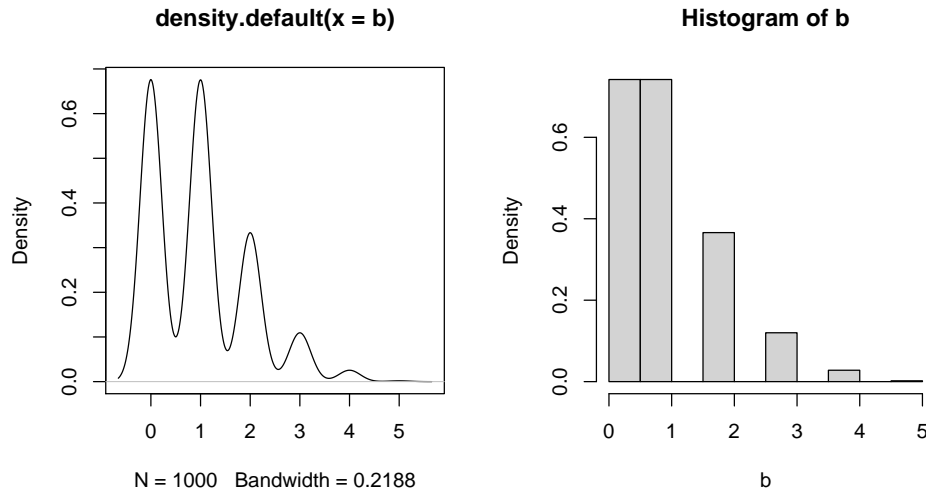 density.default(x = b)
Density
0.0
0.2
0.4
0.6
0 1 2 3 4 5
N = 1000 Bandwidth = 0.2188
Histogram of b
Density
0.0
0.2
0.4
0.6
0 1 2 3 4 5
b